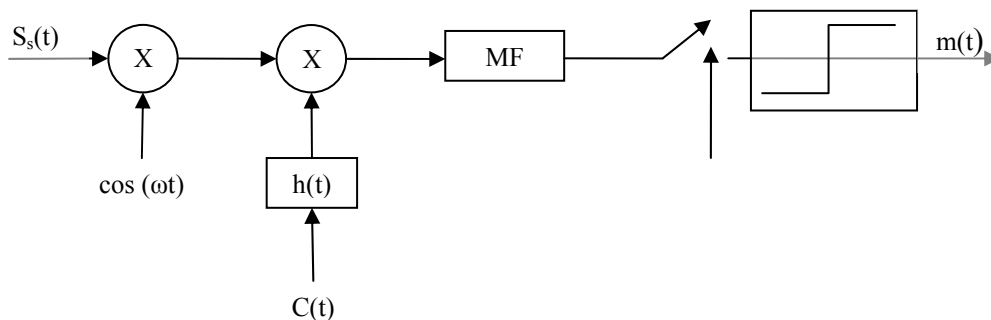 Sₛ(t)
X
X
MF
m(t)
cos (ωt)
h(t)
C(t)